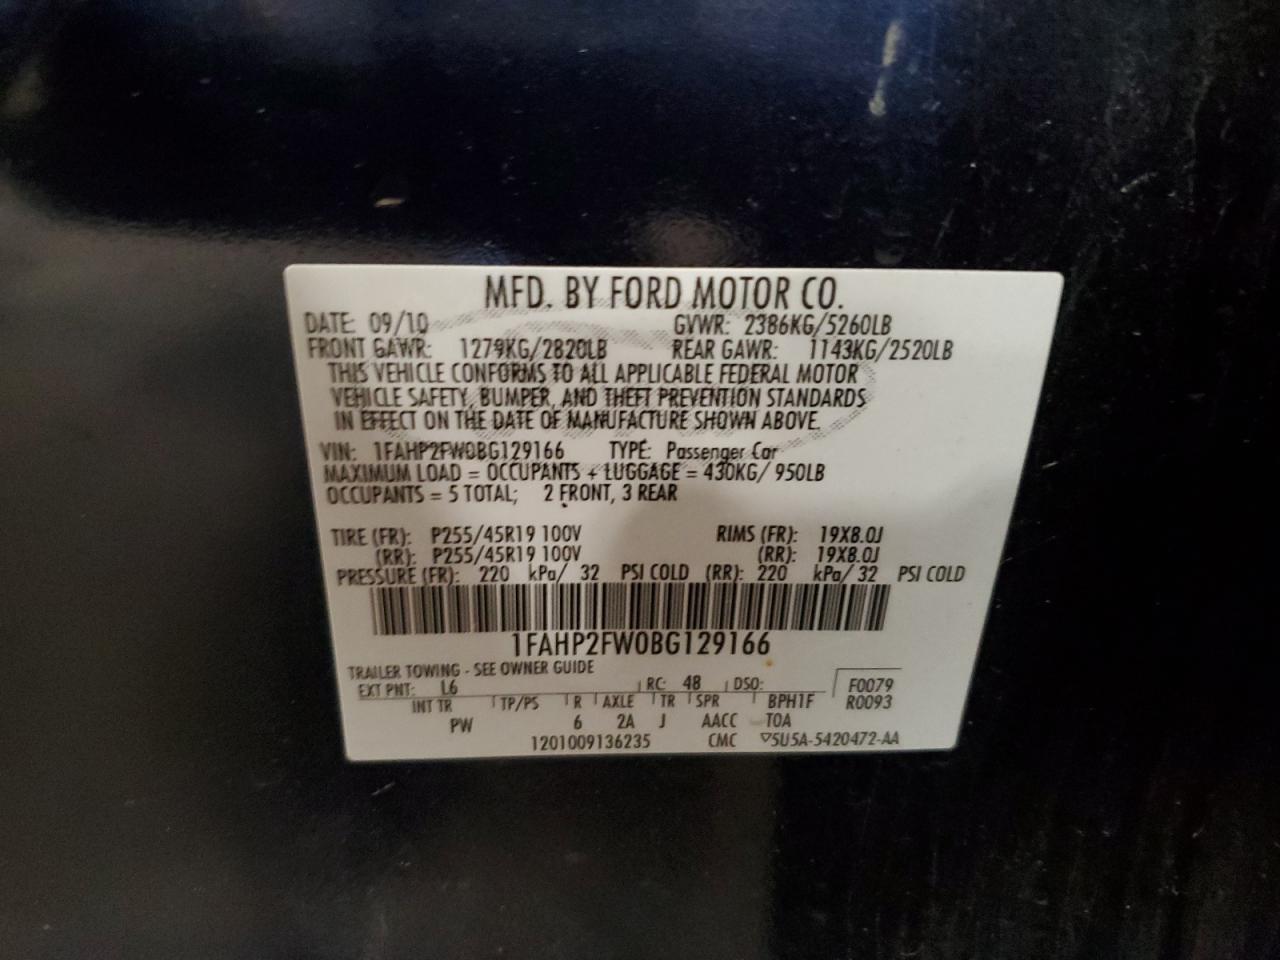 MFD. BY FORD MOTOR CO.
DATE: 09/10 GVWR: 2386KG/5260LB
FRONT GAWR: 1279KG/2820LB REAR GAWR: 1143KG/2520LB
THIS VEHICLE CONFORMS TO ALL APPLICABLE FEDERAL MOTOR
VEHICLE SAFETY, BUMPER, AND THEFT PREVENTION STANDARDS
IN EFFECT ON THE DATE OF MANUFACTURE SHOWN ABOVE.
VIN: 1FAHP2FW0BG129166 TYPE: Passenger Car
MAXIMUM LOAD = OCCUPANTS + LUGGAGE = 430KG/ 950LB
OCCUPANTS = 5 TOTAL; 2 FRONT, 3 REAR
TIRE (FR): P255/45R19 100V RIMS (FR): 19X8.0J
(RR): P255/45R19 100V (RR): 19X8.0J
PRESSURE (FR): 220 kPa/ 32 PSI COLD (RR): 220 kPa/ 32 PSI COLD
1FAHP2FW0BG129166
TRAILER TOWING - SEE OWNER GUIDE
EXT PNT: L6 RC: 48 DSO: F0079
INT TR TP/PS R AXLE TR SPR BPH1F R0093
PW 6 2A J AACC TOA
1201009136235 CMC ▽5U5A-5420472-AA